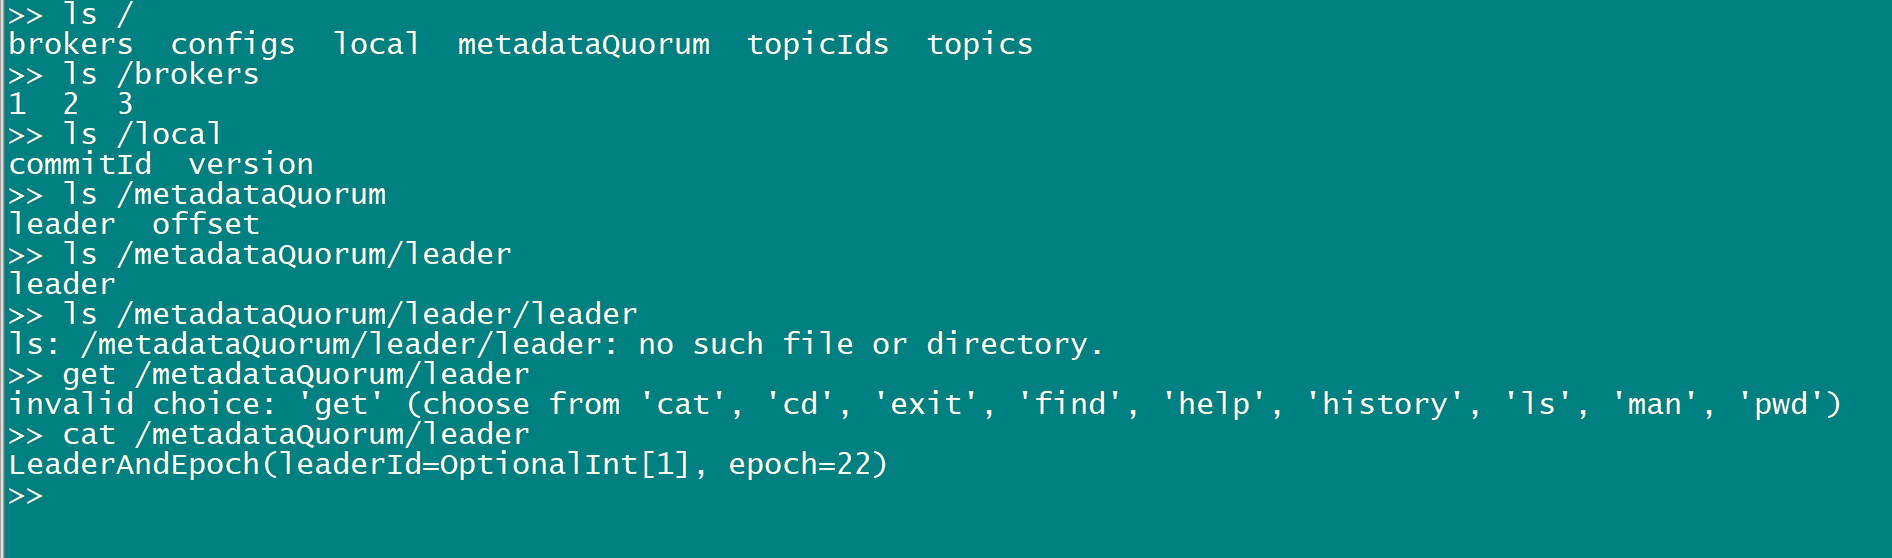 >> ls /
brokers  configs  local  metadataQuorum  topicIds  topics
>> ls /brokers
1  2  3
>> ls /local
commitId  version
>> ls /metadataQuorum
leader  offset
>> ls /metadataQuorum/leader
leader
>> ls /metadataQuorum/leader/leader
ls: /metadataQuorum/leader/leader: no such file or directory.
>> get /metadataQuorum/leader
invalid choice: 'get' (choose from 'cat', 'cd', 'exit', 'find', 'help', 'history', 'ls', 'man', 'pwd')
>> cat /metadataQuorum/leader
LeaderAndEpoch(leaderId=OptionalInt[1], epoch=22)
>>